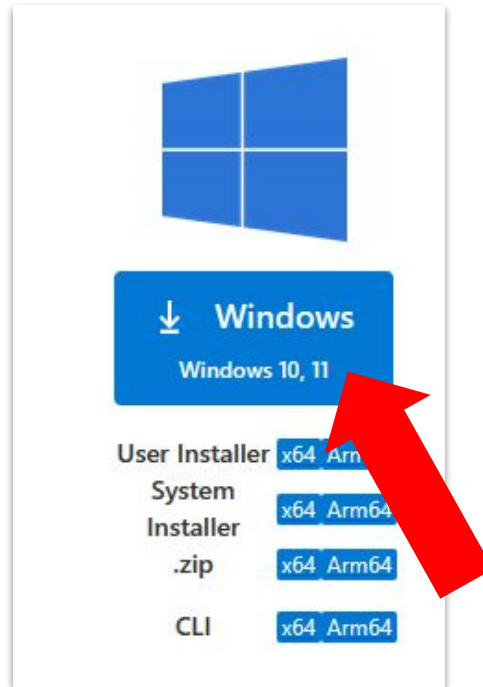 Windows
Windows 10, 11
User Installer x64
System
Installer x64 Arm64
.zip x64 Arm64
CLI x64 Arm64